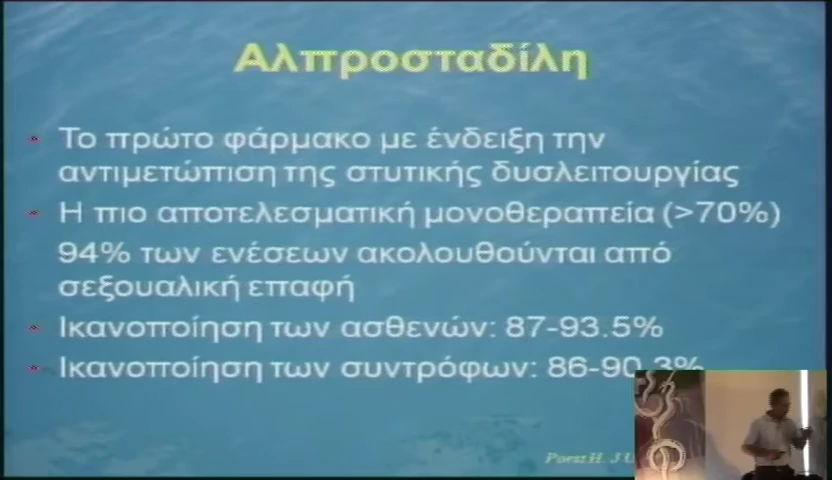 Αλπροσταδίλη
Το πρώτο φάρμακο με ένδειξη την
αντιμετώπιση της στυτικής δυσλειτουργίας
Η πιο αποτελεσματική μονοθεραπεία (>70%)
94% των ενέσεων ακολουθούνται από
σεξουαλική επαφή
Ικανοποίηση των ασθενών: 87-93.5%
Ικανοποίηση των συντρόφων: 86-90.3%
H. J